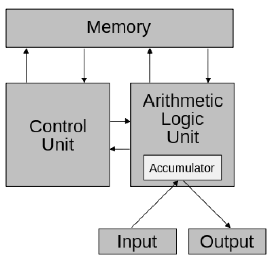 Memory
Control
Unit
Arithmetic
Logic
Unit
Accumulator
Input
Output